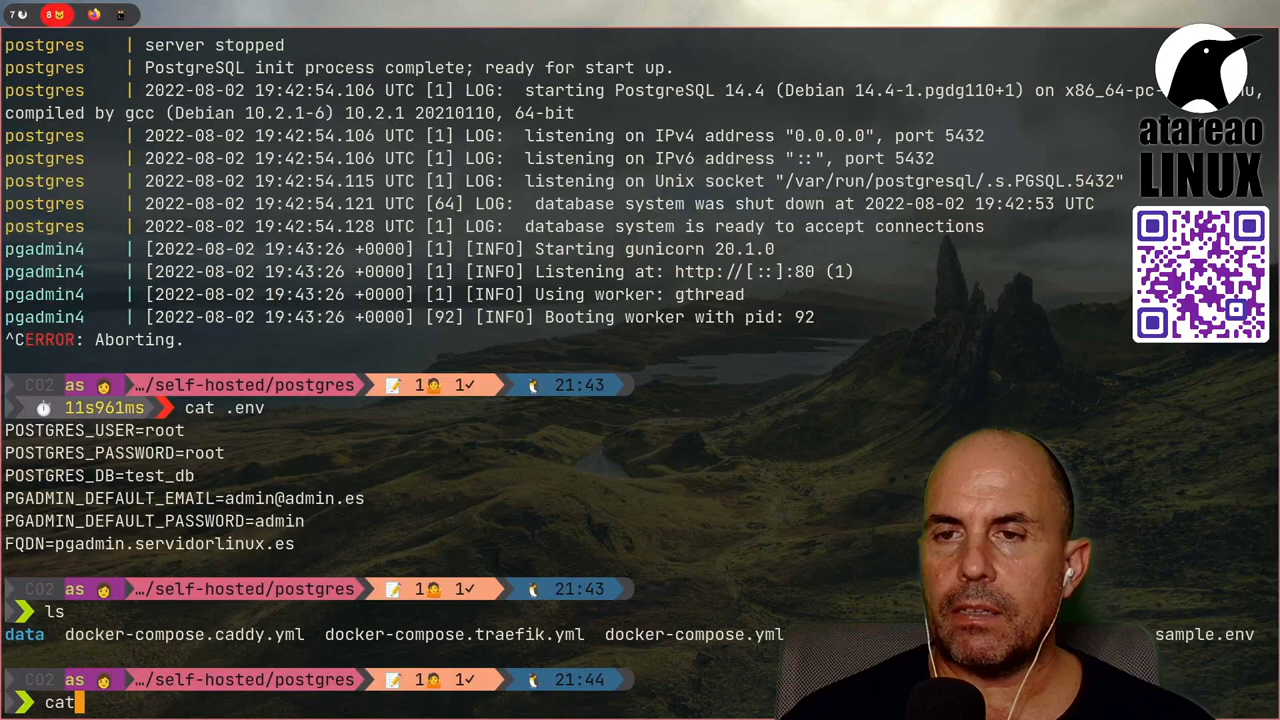 7 8
postgres | server stopped
postgres | PostgreSQL init process complete; ready for start up.
postgres | 2022-08-02 19:42:54.106 UTC [1] LOG:  starting PostgreSQL 14.4 (Debian 14.4-1.pgdg110+1) on x86_64-pc-
compiled by gcc (Debian 10.2.1-6) 10.2.1 20210110, 64-bit
postgres | 2022-08-02 19:42:54.106 UTC [1] LOG:  listening on IPv4 address "0.0.0.0", port 5432
postgres | 2022-08-02 19:42:54.106 UTC [1] LOG:  listening on IPv6 address "::", port 5432
postgres | 2022-08-02 19:42:54.115 UTC [1] LOG:  listening on Unix socket "/var/run/postgresql/.s.PGSQL.5432"
postgres | 2022-08-02 19:42:54.121 UTC [64] LOG:  database system was shut down at 2022-08-02 19:42:53 UTC
postgres | 2022-08-02 19:42:54.128 UTC [1] LOG:  database system is ready to accept connections
pgadmin4 | [2022-08-02 19:43:26 +0000] [1] [INFO] Starting gunicorn 20.1.0
pgadmin4 | [2022-08-02 19:43:26 +0000] [1] [INFO] Listening at: http://[::]:80 (1)
pgadmin4 | [2022-08-02 19:43:26 +0000] [1] [INFO] Using worker: gthread
pgadmin4 | [2022-08-02 19:43:26 +0000] [92] [INFO] Booting worker with pid: 92
^CERROR: Aborting.
CO2 as …/self-hosted/postgres 1 1✓ 21:43
11s961ms cat .env
POSTGRES_USER=root
POSTGRES_PASSWORD=root
POSTGRES_DB=test_db
PGADMIN_DEFAULT_EMAIL=admin@admin.es
PGADMIN_DEFAULT_PASSWORD=admin
FQDN=pgadmin.servidorlinux.es
CO2 as …/self-hosted/postgres 1 1✓ 21:43
ls
data docker-compose.caddy.yml docker-compose.traefik.yml docker-compose.yml sample.env
CO2 as …/self-hosted/postgres 1 1✓ 21:44
cat
atareao
LINUX